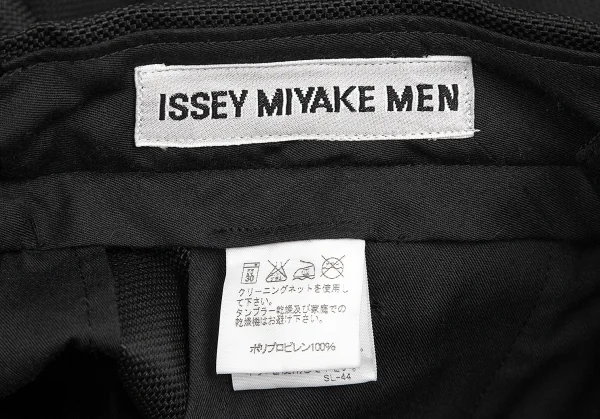 ISSEY MIYAKE MEN
30
クリーニングネットを使用し
て下さい。
タンブラー乾燥及び家庭での
乾燥機はお避け下さい。
ポリプロピレン100%
SL-44